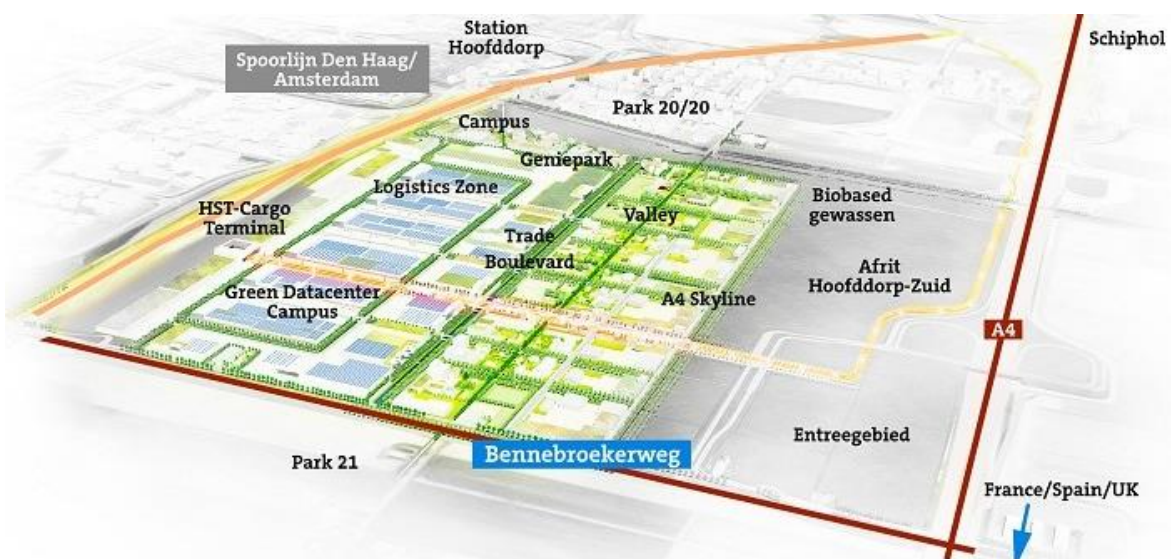 Station
Hoofddorp
Schiphol
Spoorlijn Den Haag/
Amsterdam
Park 20/20
Campus
Geniepark
Logistics Zone
Biobased
gewassen
HST-Cargo
Terminal
Valley
Trade
Boulevard
Afrit
Hoofddorp-Zuid
Green Datacenter
Campus
A4 Skyline
A4
Entreegebied
Bennebroekerweg
Park 21
France/Spain/UK